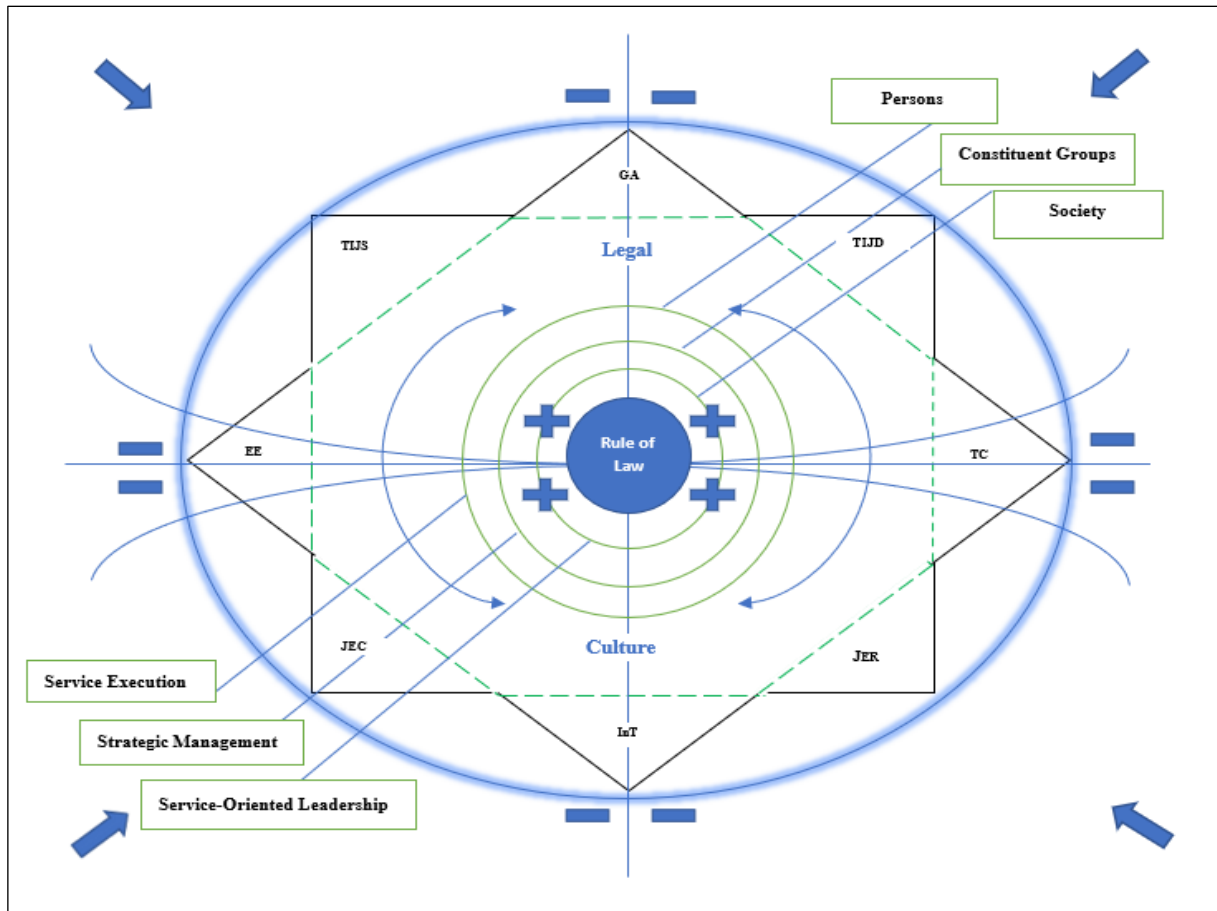 Persons
Constituent Groups
Society
GA
TIJS
TIJD
Legal
Rule of
Law
EE
TC
JEC
Culture
JER
InT
Service Execution
Strategic Management
Service-Oriented Leadership